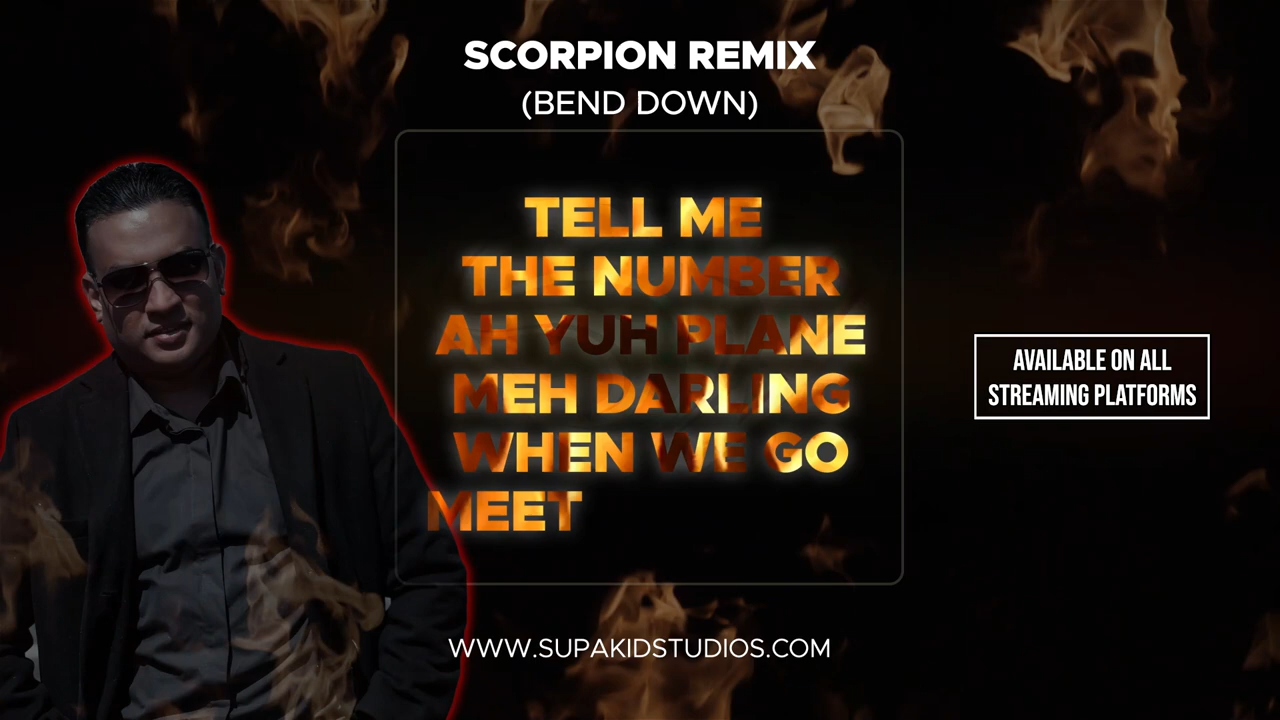 SCORPION REMIX
(BEND DOWN)
TELL ME
THE NUMBER
AH YUH PLANE
MEH DARLING
WHEN WE GO
MEET
AVAILABLE ON ALL
STREAMING PLATFORMS
WWW.SUPAKIDSTUDIOS.COM